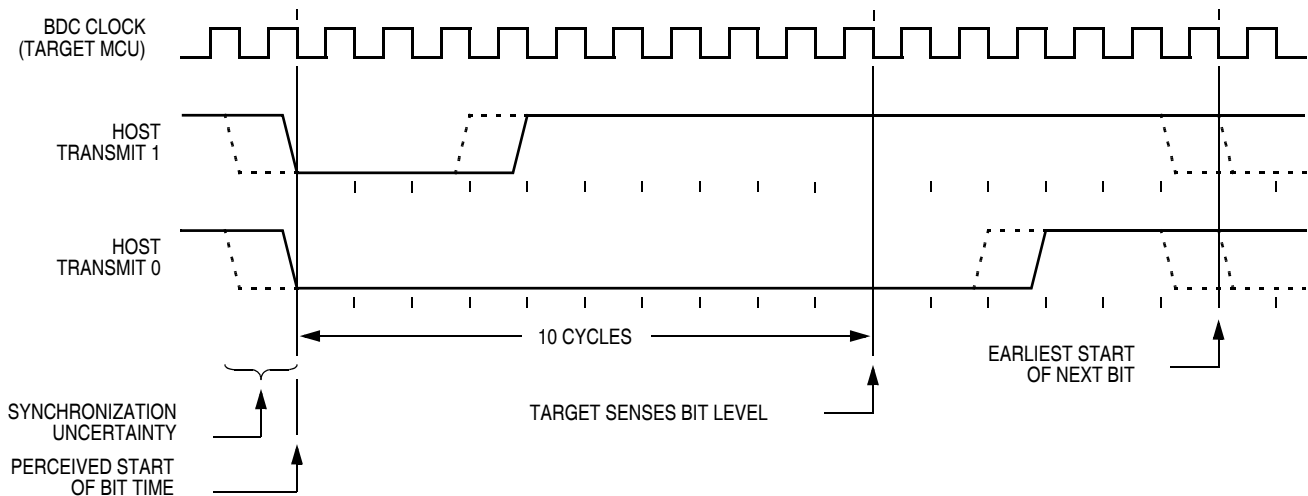 BDC CLOCK
(TARGET MCU)
HOST
TRANSMIT 1
HOST
TRANSMIT 0
10 CYCLES
EARLIEST START
OF NEXT BIT
SYNCHRONIZATION
UNCERTAINTY
TARGET SENSES BIT LEVEL
PERCEIVED START
OF BIT TIME